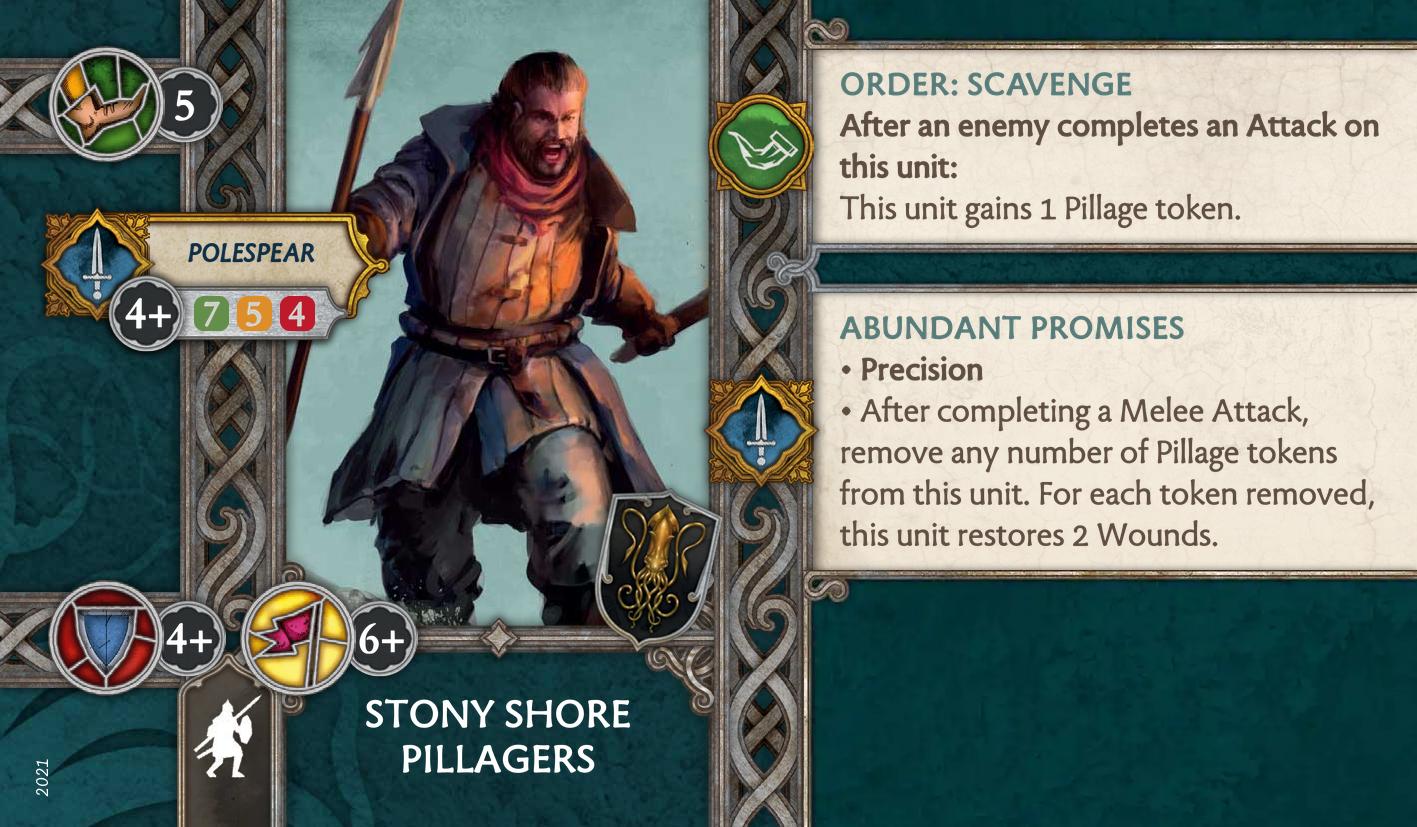 5
POLESPEAR
4+ 7 5 4
4+ 6+
STONY SHORE
PILLAGERS
2021
ORDER: SCAVENGE
After an enemy completes an Attack on
this unit:
This unit gains 1 Pillage token.
ABUNDANT PROMISES
• Precision
• After completing a Melee Attack,
remove any number of Pillage tokens
from this unit. For each token removed,
this unit restores 2 Wounds.